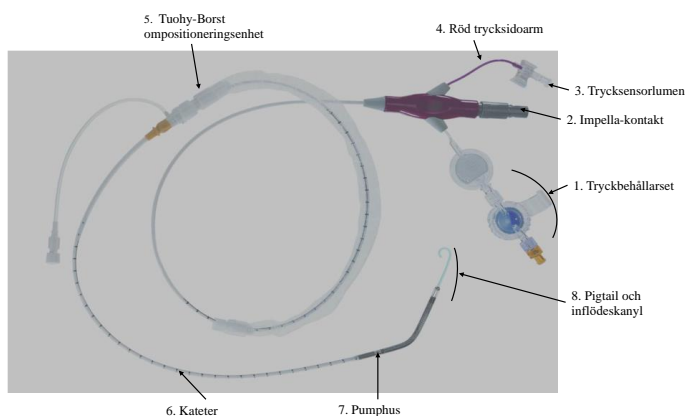 5. Tuohy-Borst
ompositioneringsenhet
4. Röd trycksidoarm
3. Trycksensorlumen
2. Impella-kontakt
1. Tryckbehållarset
8. Pigtail och
inflödeskanyl
6. Kateter
7. Pumphus